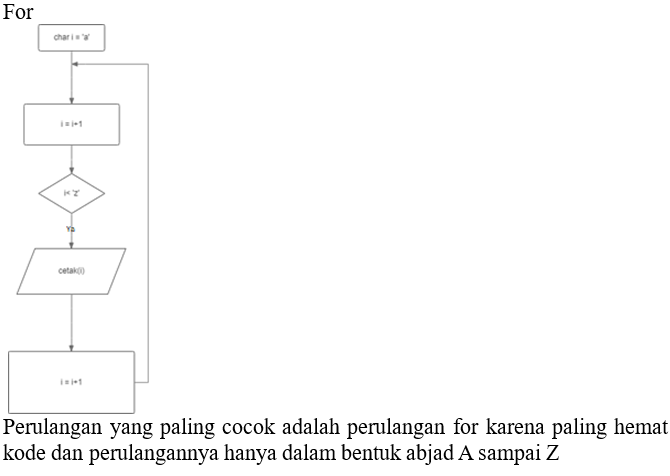 For
char i = 'a'
i = i+1
i< 'z'
Ya
cetak(i)
i = i+1
Perulangan yang paling cocok adalah perulangan for karena paling hemat
kode dan perulangannya hanya dalam bentuk abjad A sampai Z